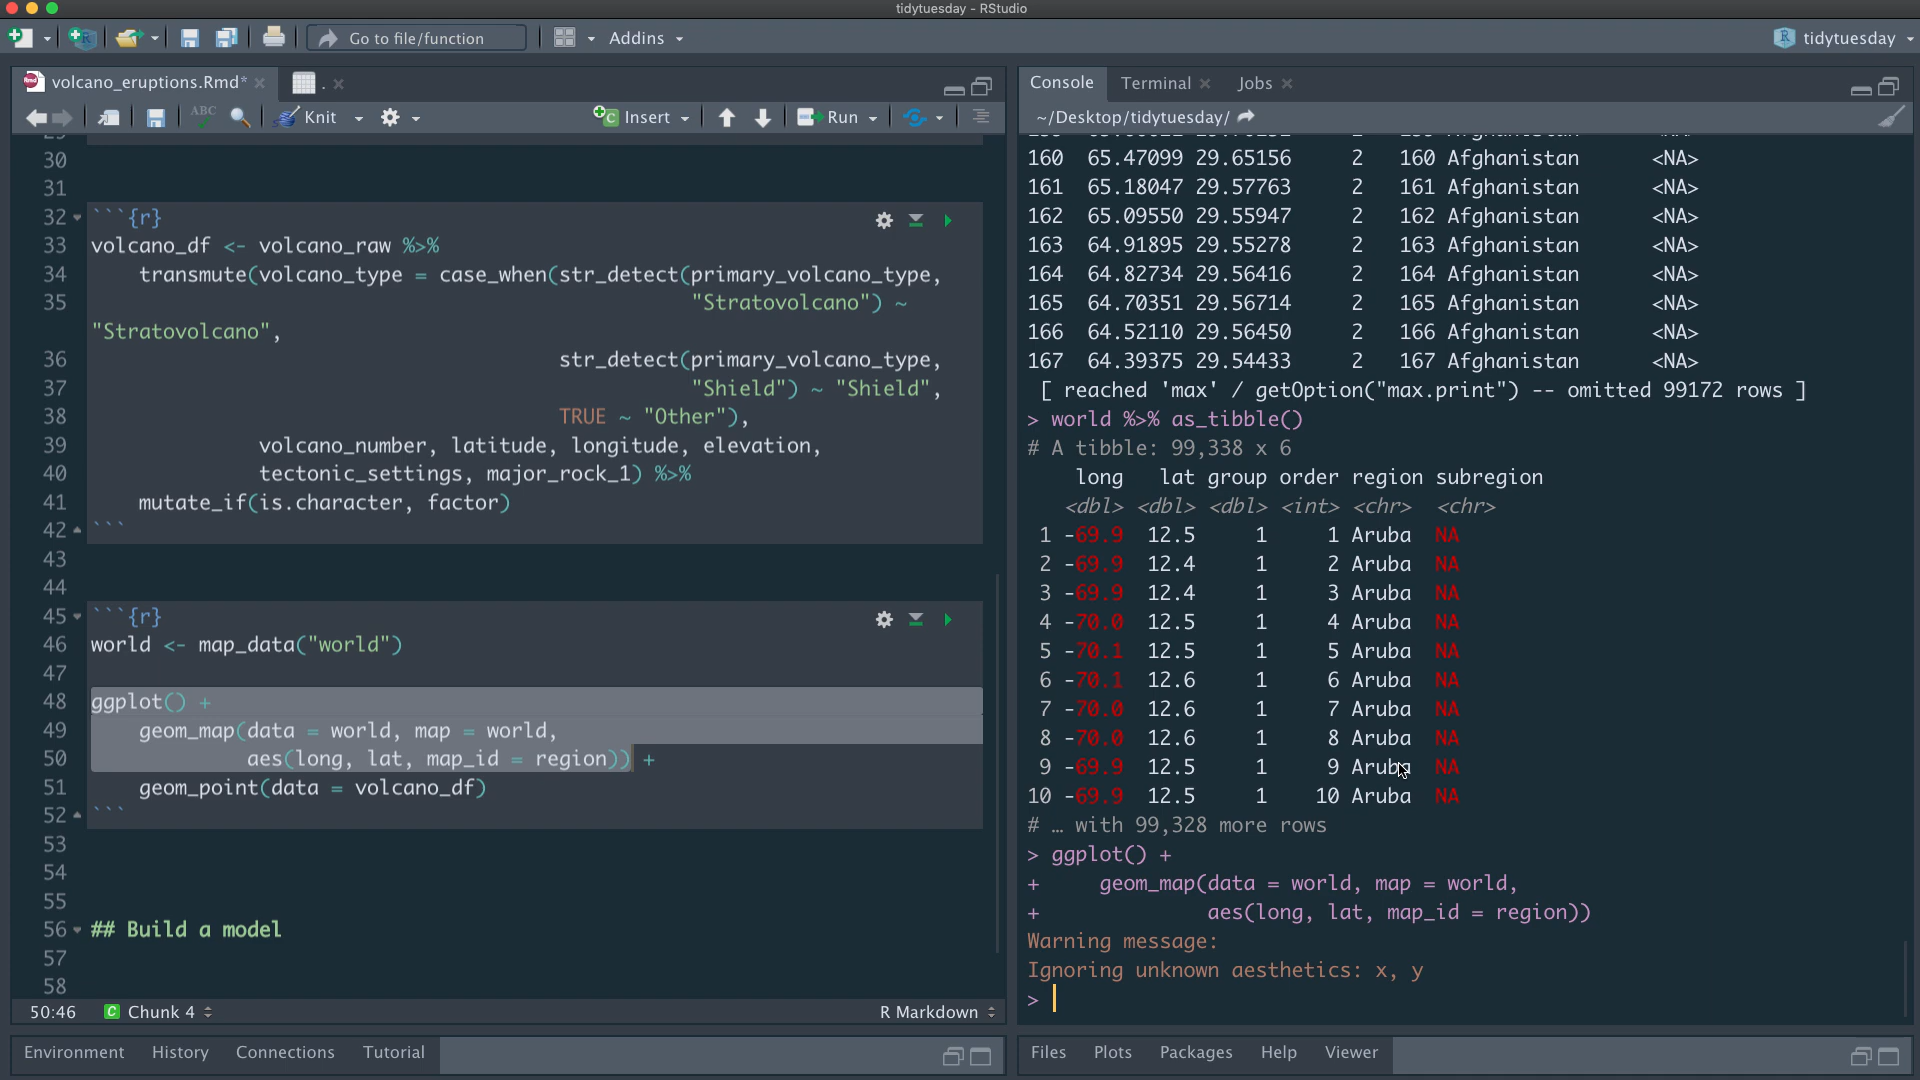 tidytuesday - RStudio
Go to file/function
Addins
tidytuesday
volcano_eruptions.Rmd*
.
ABC
Knit
Insert
Run
30
31
32 ```{r}
33 volcano_df <- volcano_raw %>%
34     transmute(volcano_type = case_when(str_detect(primary_volcano_type,
35                                                   "Stratovolcano") ~
"Stratovolcano",
36                                        str_detect(primary_volcano_type,
37                                                   "Shield") ~ "Shield",
38                                        TRUE ~ "Other"),
39               volcano_number, latitude, longitude, elevation,
40               tectonic_settings, major_rock_1) %>%
41     mutate_if(is.character, factor)
42 ```
43
44
45 ```{r}
46 world <- map_data("world")
47
48 ggplot() +
49     geom_map(data = world, map = world,
50              aes(long, lat, map_id = region)) +
51     geom_point(data = volcano_df)
52 ```
53
54
55
56 ## Build a model
57
58
50:46
C Chunk 4
R Markdown
Environment
History
Connections
Tutorial
Console
Terminal
Jobs
~/Desktop/tidytuesday/
160  65.47099 29.65156     2   160 Afghanistan      <NA>
161  65.18047 29.57763     2   161 Afghanistan      <NA>
162  65.09550 29.55947     2   162 Afghanistan      <NA>
163  64.91895 29.55278     2   163 Afghanistan      <NA>
164  64.82734 29.56416     2   164 Afghanistan      <NA>
165  64.70351 29.56714     2   165 Afghanistan      <NA>
166  64.52110 29.56450     2   166 Afghanistan      <NA>
167  64.39375 29.54433     2   167 Afghanistan      <NA>
[ reached 'max' / getOption("max.print") -- omitted 99172 rows ]
> world %>% as_tibble()
# A tibble: 99,338 x 6
    long   lat group order region subregion
   <dbl> <dbl> <dbl> <int> <chr>  <chr>
 1 -69.9  12.5     1     1 Aruba  NA
 2 -69.9  12.4     1     2 Aruba  NA
 3 -69.9  12.4     1     3 Aruba  NA
 4 -70.0  12.5     1     4 Aruba  NA
 5 -70.1  12.5     1     5 Aruba  NA
 6 -70.1  12.6     1     6 Aruba  NA
 7 -70.0  12.6     1     7 Aruba  NA
 8 -70.0  12.6     1     8 Aruba  NA
 9 -69.9  12.5     1     9 Aruba  NA
10 -69.9  12.5     1    10 Aruba  NA
# … with 99,328 more rows
> ggplot() +
+     geom_map(data = world, map = world,
+              aes(long, lat, map_id = region))
Warning message:
Ignoring unknown aesthetics: x, y
>
Files
Plots
Packages
Help
Viewer